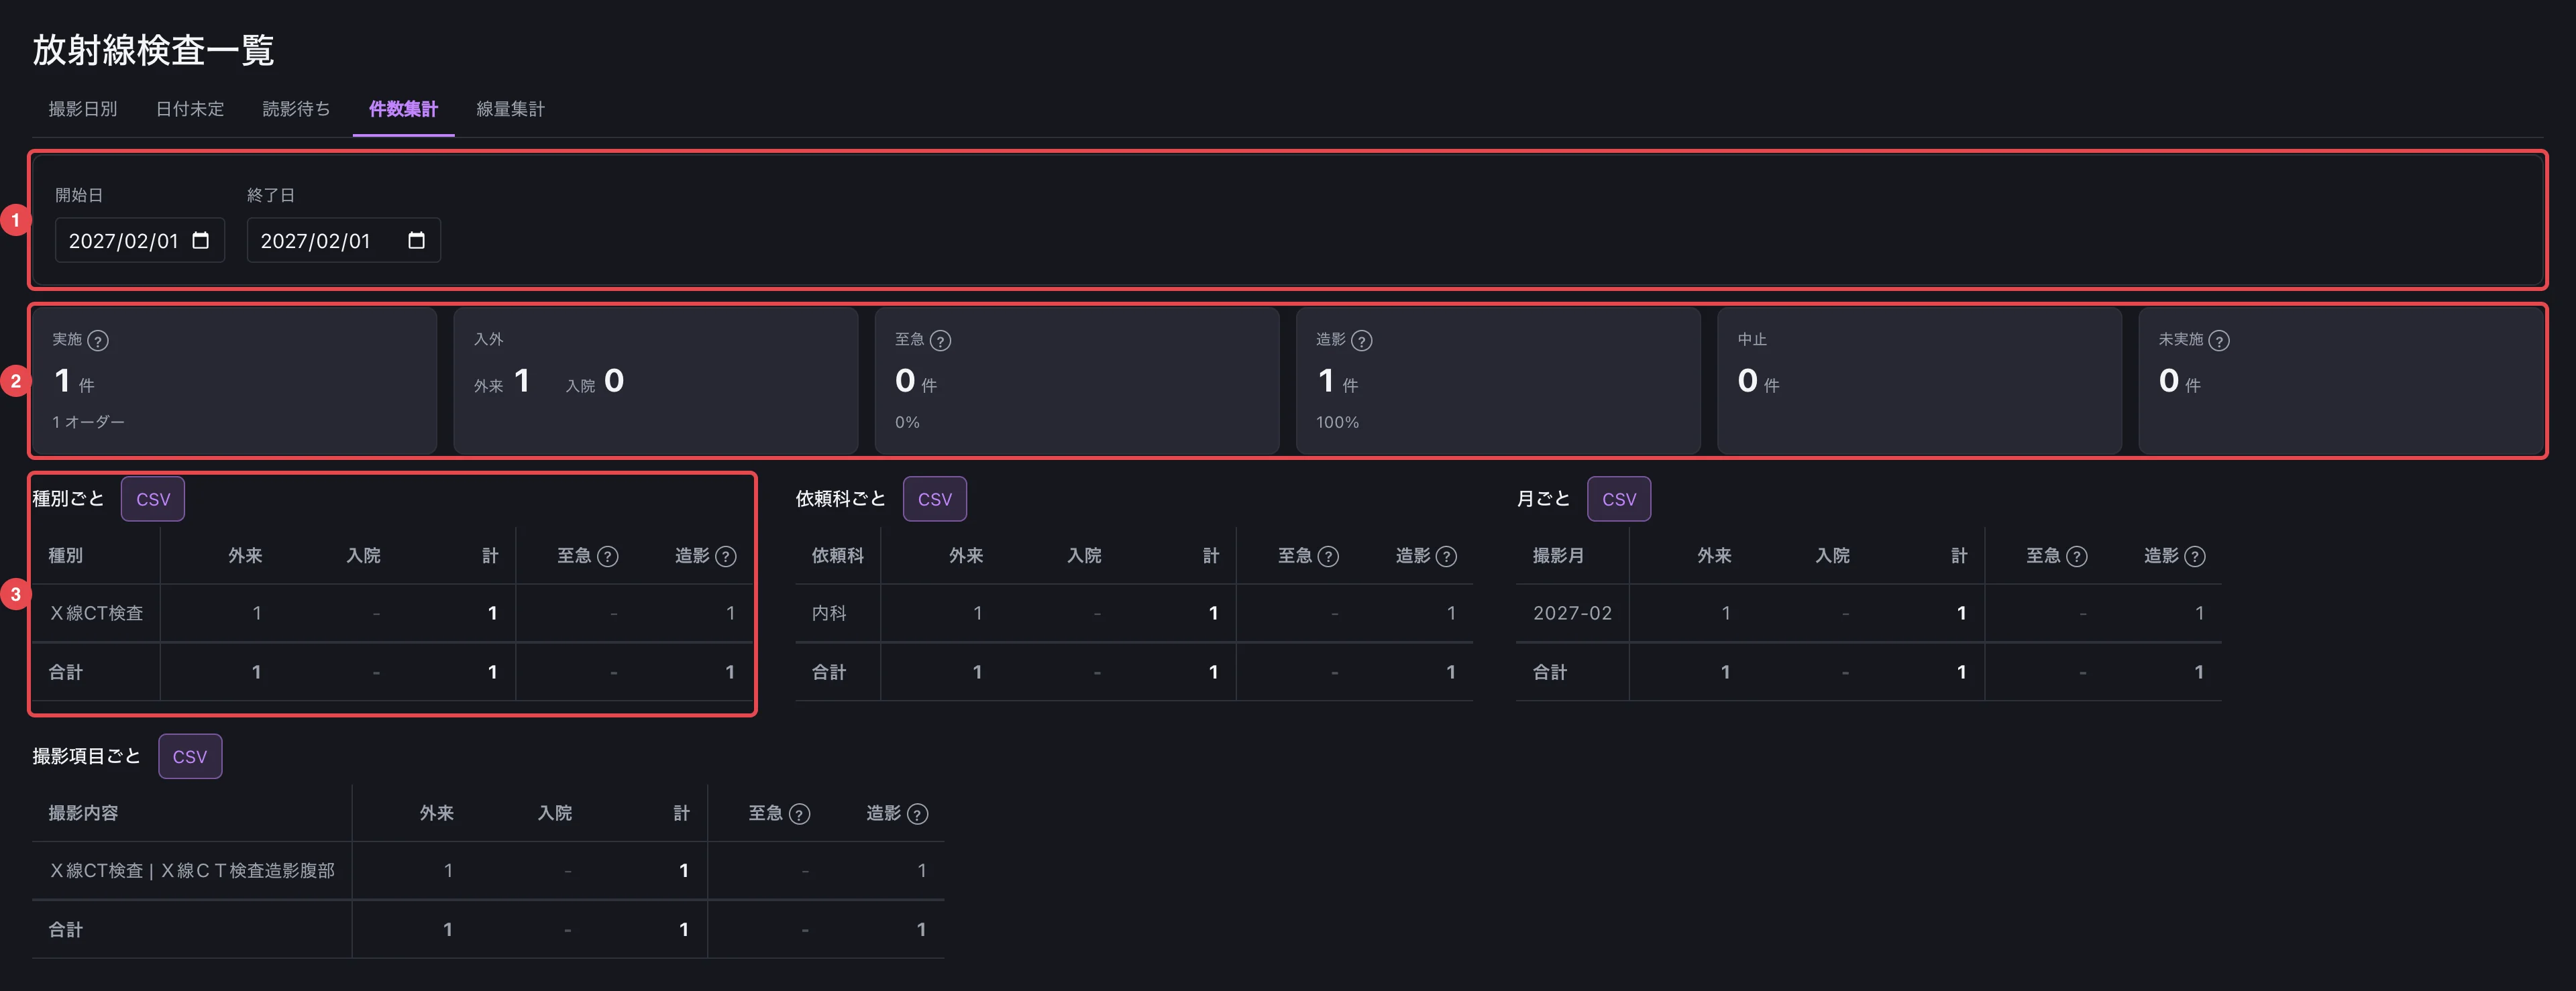 放射線検査一覧
撮影日別 日付未定 読影待ち 件数集計 線量集計
1
開始日 終了日
2027/02/01 2027/02/01
2
実施 ? 入外 至急 ? 造影 ? 中止 未実施 ?
1 件 外来 1 入院 0 0 件 1 件 0 件 0 件
1 オーダー 0% 100%
3
種別ごと CSV 依頼科ごと CSV 月ごと CSV
種別 外来 入院 計 至急 ? 造影 ? 依頼科 外来 入院 計 至急 ? 造影 ? 撮影月 外来 入院 計 至急 ? 造影 ?
X線CT検査 1 - 1 - 1 内科 1 - 1 - 1 2027-02 1 - 1 - 1
合計 1 - 1 - 1 合計 1 - 1 - 1 合計 1 - 1 - 1
撮影項目ごと CSV
撮影内容 外来 入院 計 至急 ? 造影 ?
X線CT検査 | X線ＣＴ検査造影腹部 1 - 1 - 1
合計 1 - 1 - 1